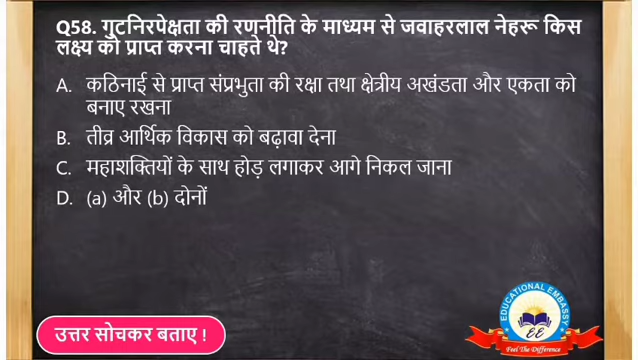 Q58. गुटनिरपेक्षता की रणनीति के माध्यम से जवाहरलाल नेहरू किस
लक्ष्य को प्राप्त करना चाहते थे?
A. कठिनाई से प्राप्त संप्रभुता की रक्षा तथा क्षेत्रीय अखंडता और एकता को
बनाए रखना
B. तीव्र आर्थिक विकास को बढ़ावा देना
C. महाशक्तियों के साथ होड़ लगाकर आगे निकल जाना
D. (a) और (b) दोनों
उत्तर सोचकर बताए !
EDUCATIONAL EMBASSY
EE
Feel The Difference